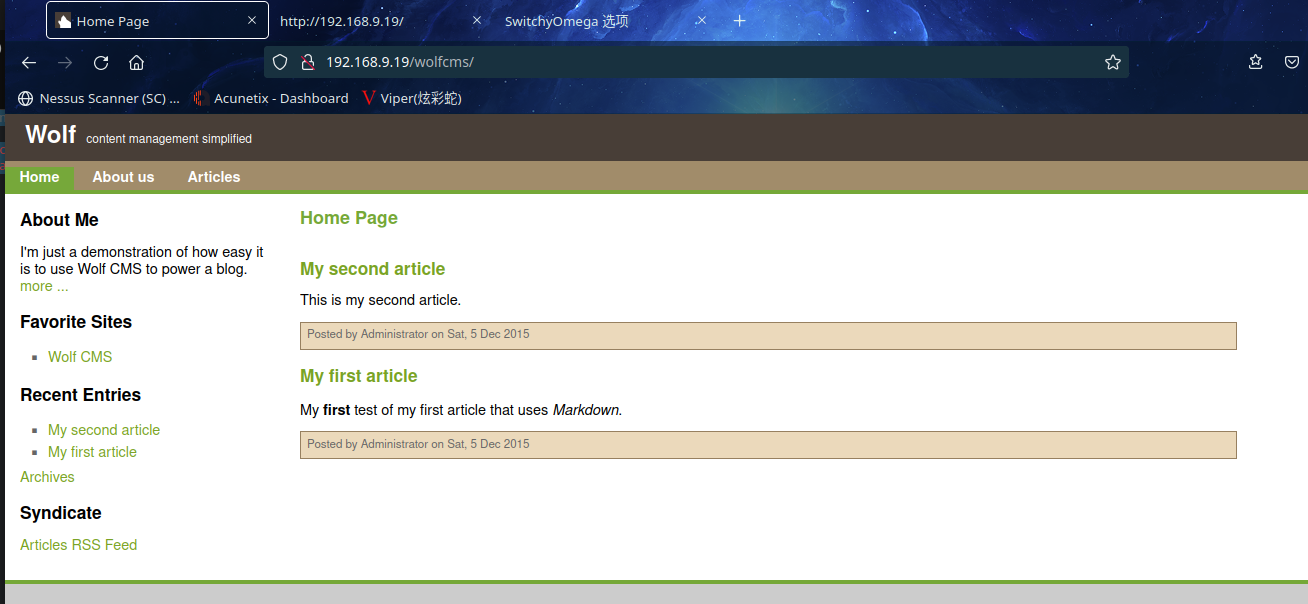 Home Page
http://192.168.9.19/
SwitchyOmega 选项
192.168.9.19/wolfcms/
Nessus Scanner (SC) ...
Acunetix - Dashboard
Viper(炫彩蛇)
Wolf content management simplified
Home
About us
Articles
About Me
I'm just a demonstration of how easy it
is to use Wolf CMS to power a blog.
more ...
Favorite Sites
Wolf CMS
Recent Entries
My second article
My first article
Archives
Syndicate
Articles RSS Feed
Home Page
My second article
This is my second article.
Posted by Administrator on Sat, 5 Dec 2015
My first article
My first test of my first article that uses Markdown.
Posted by Administrator on Sat, 5 Dec 2015